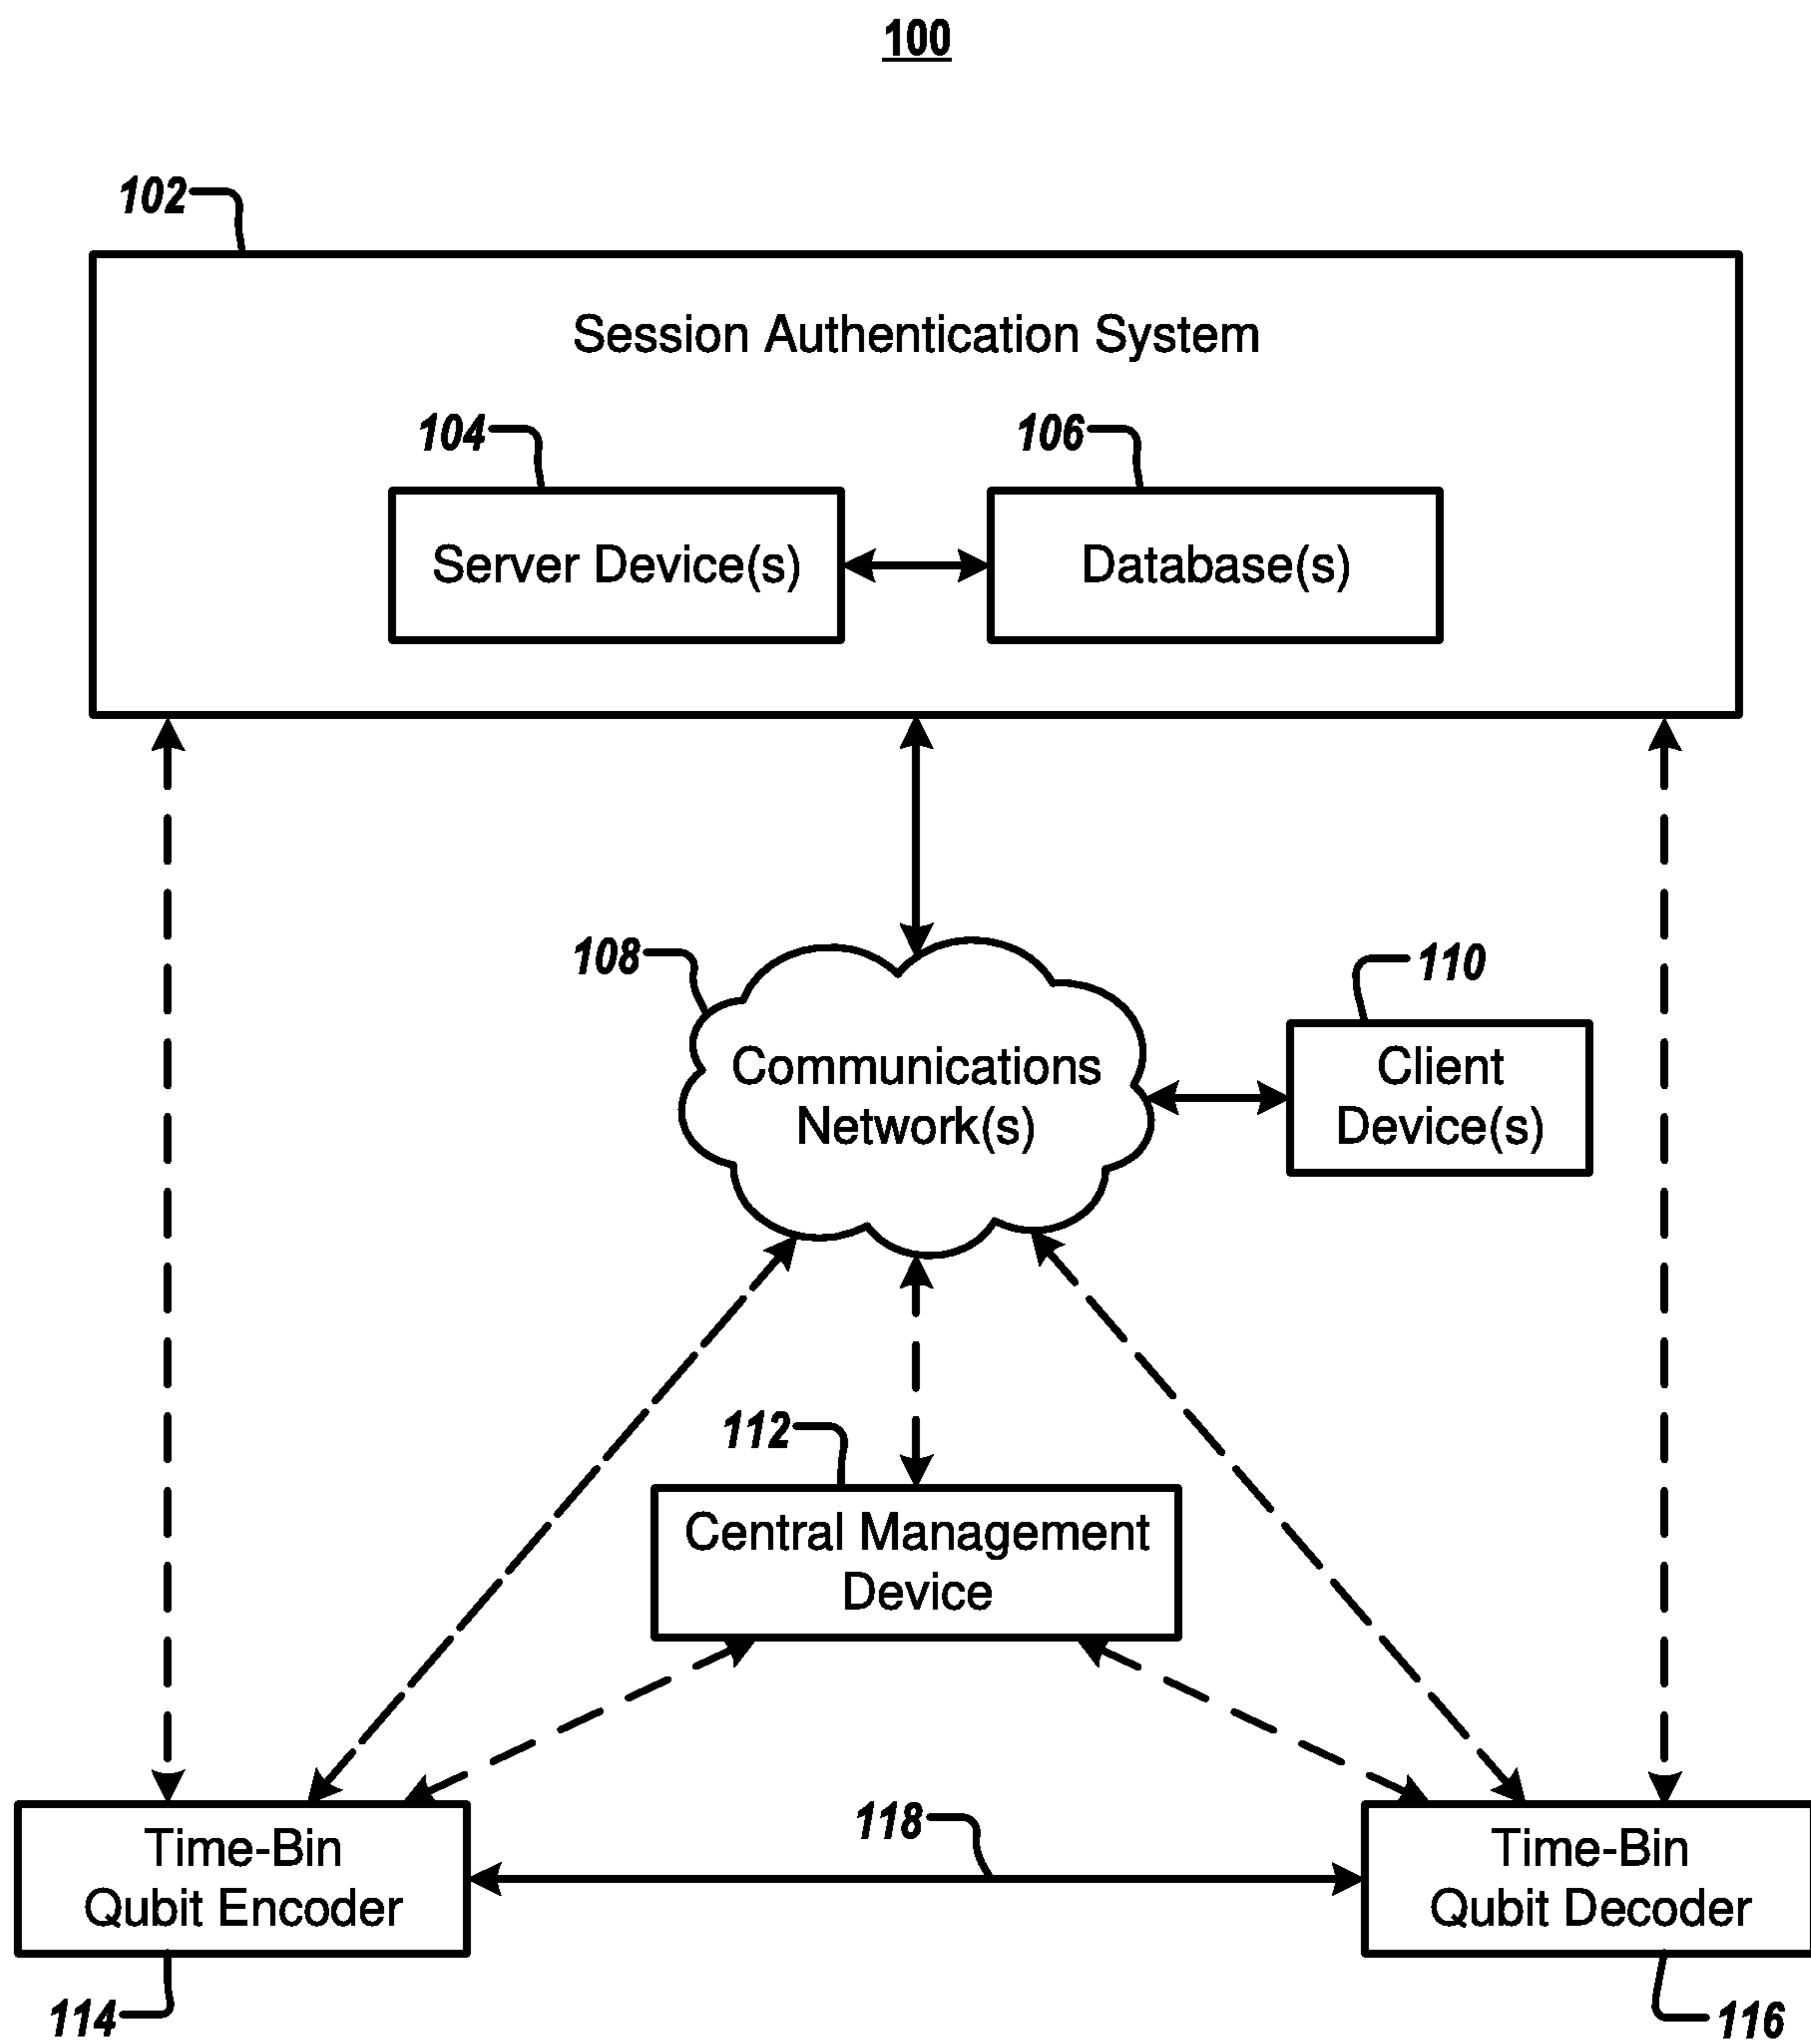 100
102
Session Authentication System
104
106
Server Device(s)
Database(s)
108
110
Communications
Network(s)
Client
Device(s)
112
Central Management
Device
118
Time-Bin
Qubit Encoder
Time-Bin
Qubit Decoder
114
116